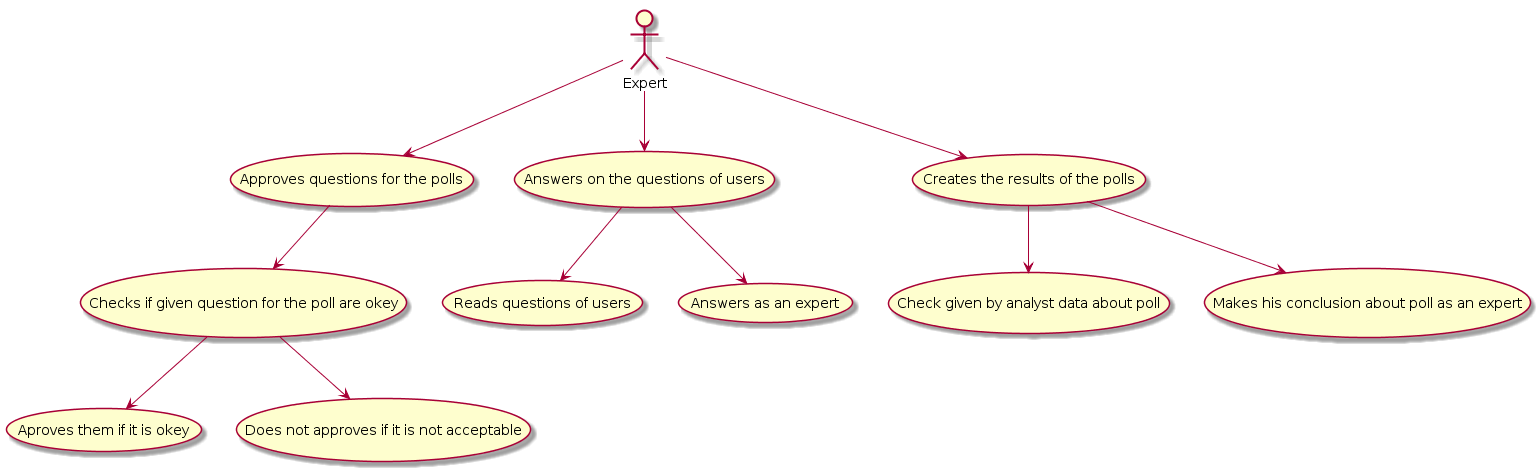 Expert
Approves questions for the polls
Answers on the questions of users
Creates the results of the polls
Checks if given question for the poll are okey
Reads questions of users
Answers as an expert
Check given by analyst data about poll
Makes his conclusion about poll as an expert
Aproves them if it is okey
Does not approves if it is not acceptable